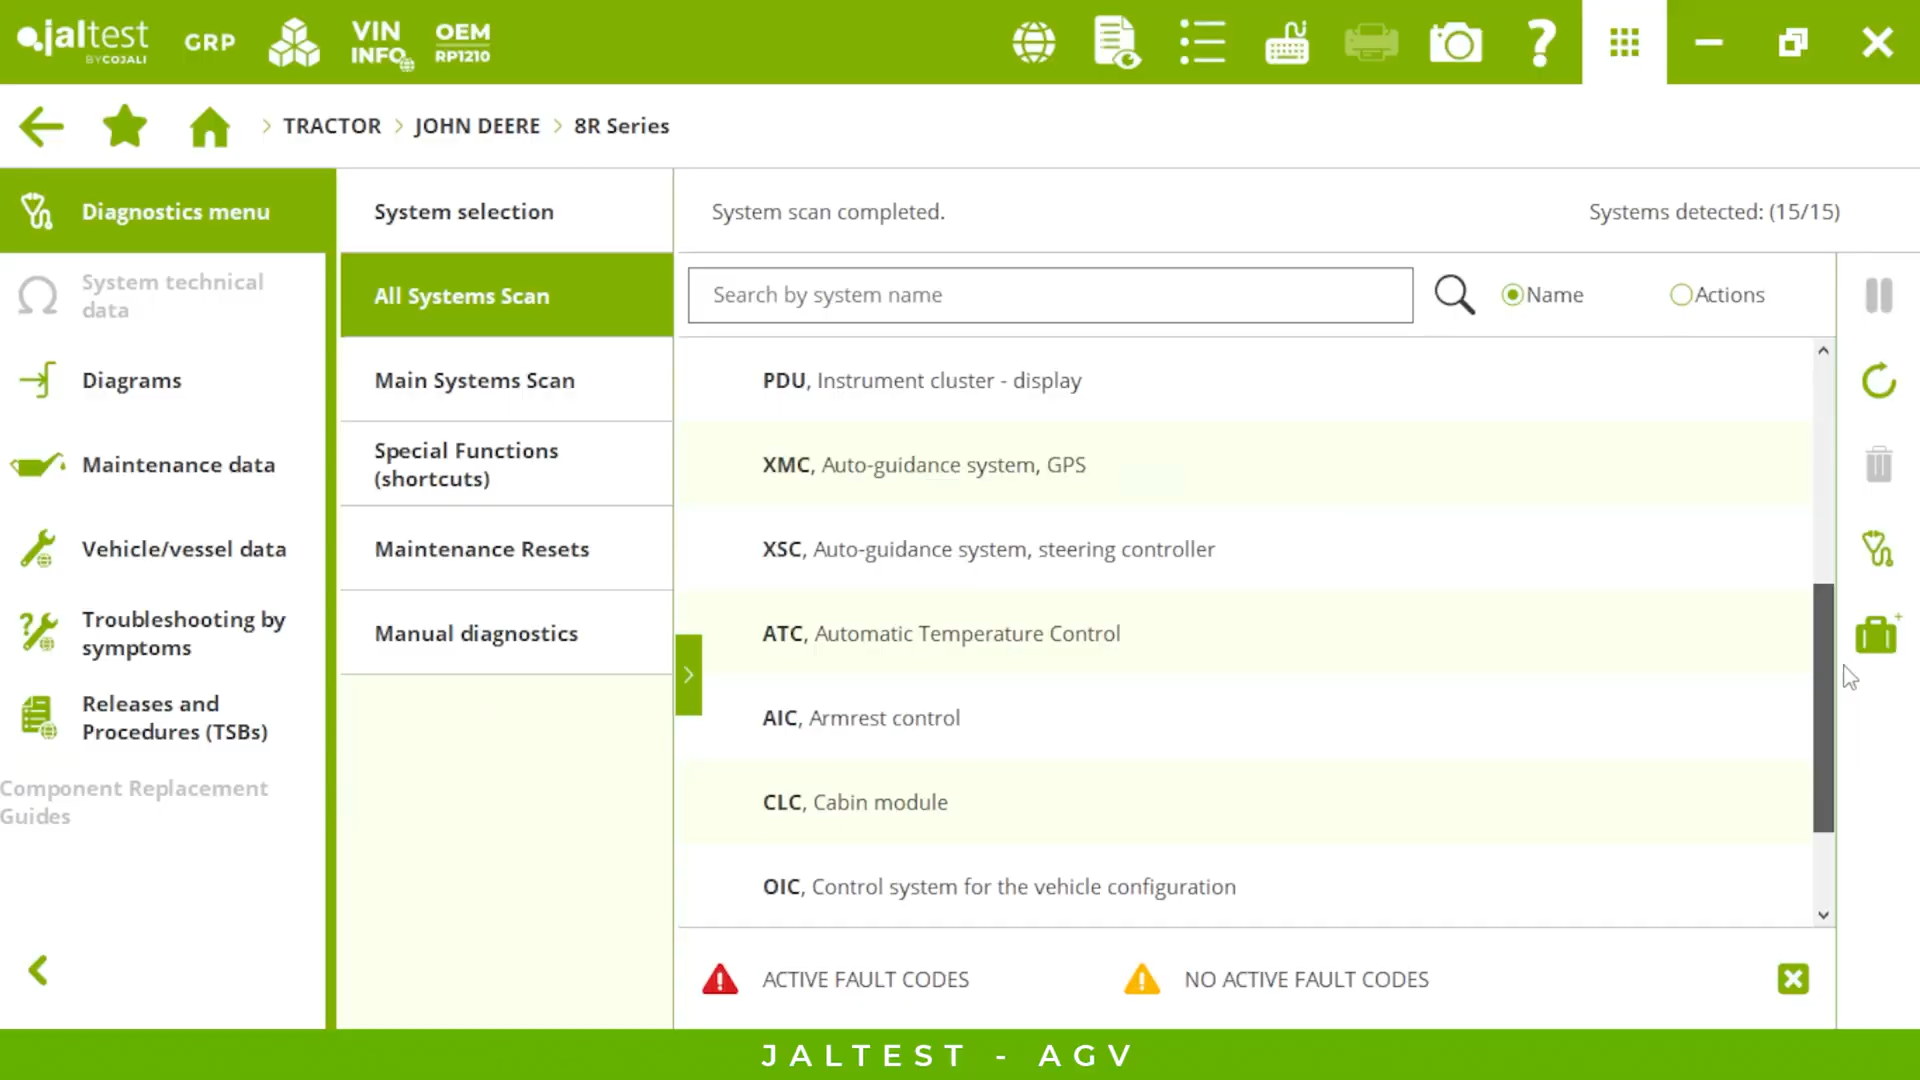 jaltest
BY COJALI
GRP
VIN
INFO
OEM
RP1210
TRACTOR
JOHN DEERE
8R Series
Diagnostics menu
System technical
data
Diagrams
Maintenance data
Vehicle/vessel data
Troubleshooting by
symptoms
Releases and
Procedures (TSBs)
Component Replacement
Guides
System selection
All Systems Scan
Main Systems Scan
Special Functions
(shortcuts)
Maintenance Resets
Manual diagnostics
System scan completed.
Systems detected: (15/15)
Search by system name
Name
Actions
PDU, Instrument cluster - display
XMC, Auto-guidance system, GPS
XSC, Auto-guidance system, steering controller
ATC, Automatic Temperature Control
AIC, Armrest control
CLC, Cabin module
OIC, Control system for the vehicle configuration
ACTIVE FAULT CODES
NO ACTIVE FAULT CODES
JALTEST - AGV